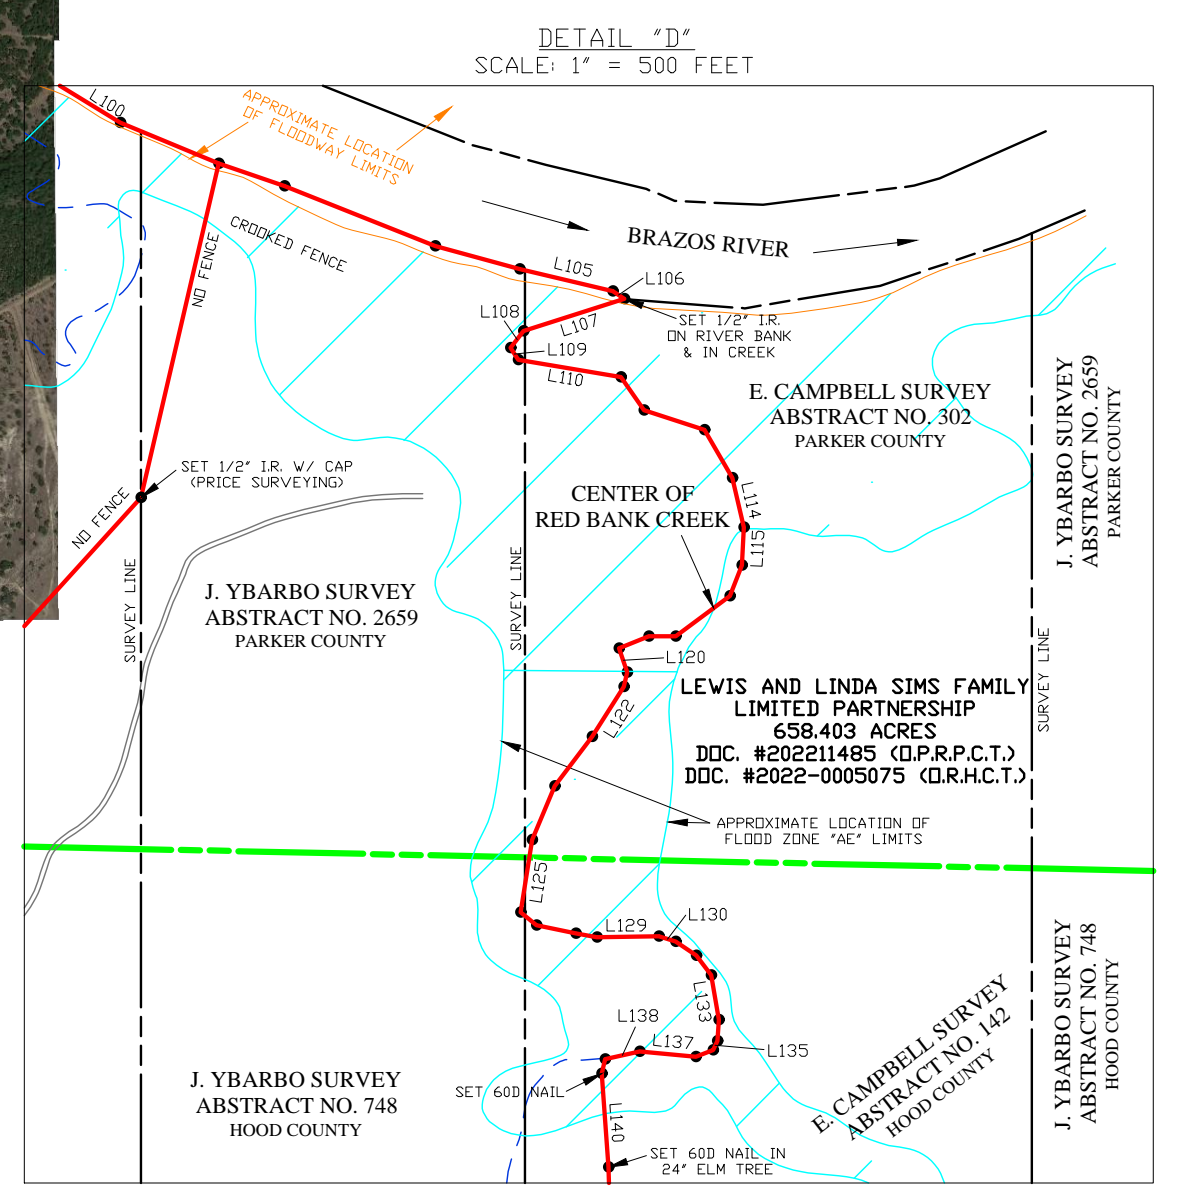 DETAIL "D"
SCALE: 1" = 500 FEET
L100
APPROXIMATE LOCATION
OF FLOODWAY LIMITS
CROOKED FENCE
NO FENCE
BRAZOS RIVER
L105
L106
L108
L107
SET 1/2" I.R.
ON RIVER BANK
& IN CREEK
L109
L110
E. CAMPBELL SURVEY
ABSTRACT NO. 302
PARKER COUNTY
J. YBARBO SURVEY
ABSTRACT NO. 2659
PARKER COUNTY
SET 1/2" I.R. W/ CAP
(PRICE SURVEYING)
NO FENCE
CENTER OF
RED BANK CREEK
L114
L115
SURVEY LINE
J. YBARBO SURVEY
ABSTRACT NO. 2659
PARKER COUNTY
SURVEY LINE
L120
SURVEY LINE
LEWIS AND LINDA SIMS FAMILY
LIMITED PARTNERSHIP
658.403 ACRES
DOC. #202211485 (O.P.R.P.C.T.)
DOC. #2022-0005075 (O.R.H.C.T.)
L122
APPROXIMATE LOCATION OF
FLOOD ZONE "AE" LIMITS
L125
L129
L130
L133
L138
L137
L135
J. YBARBO SURVEY
ABSTRACT NO. 748
HOOD COUNTY
E. CAMPBELL SURVEY
ABSTRACT NO. 142
HOOD COUNTY
J. YBARBO SURVEY
ABSTRACT NO. 748
HOOD COUNTY
SET 60D NAIL
L140
SET 60D NAIL IN
24" ELM TREE